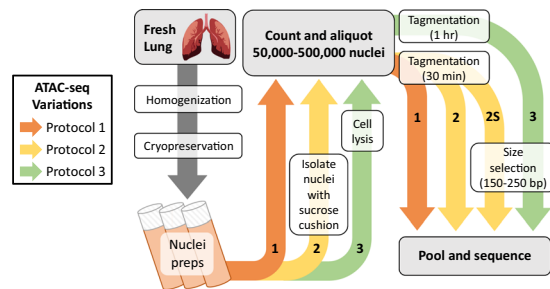 Fresh
Lung
Homogenization
Cryopreservation
Nuclei
preps
ATAC-seq
Variations
Protocol 1
Protocol 2
Protocol 3
Count and aliquot
50,000-500,000 nuclei
1
Isolate
nuclei
with
sucrose
cushion
2
Cell
lysis
3
Tagmentation
(1 hr)
Tagmentation
(30 min)
1
2
2S
3
Size
selection
(150-250 bp)
Pool and sequence